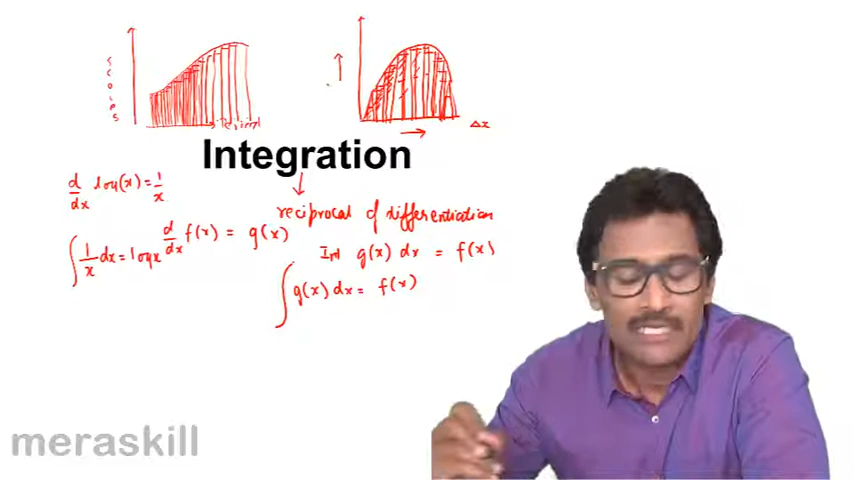 Δx
Integration
d/dx log(x) = 1/x
reciprocal of differentiation
d/dx f(x) = g(x)
∫ 1/x dx = log x
Int g(x) dx = f(x)
∫ g(x) dx = f(x)
meraskill